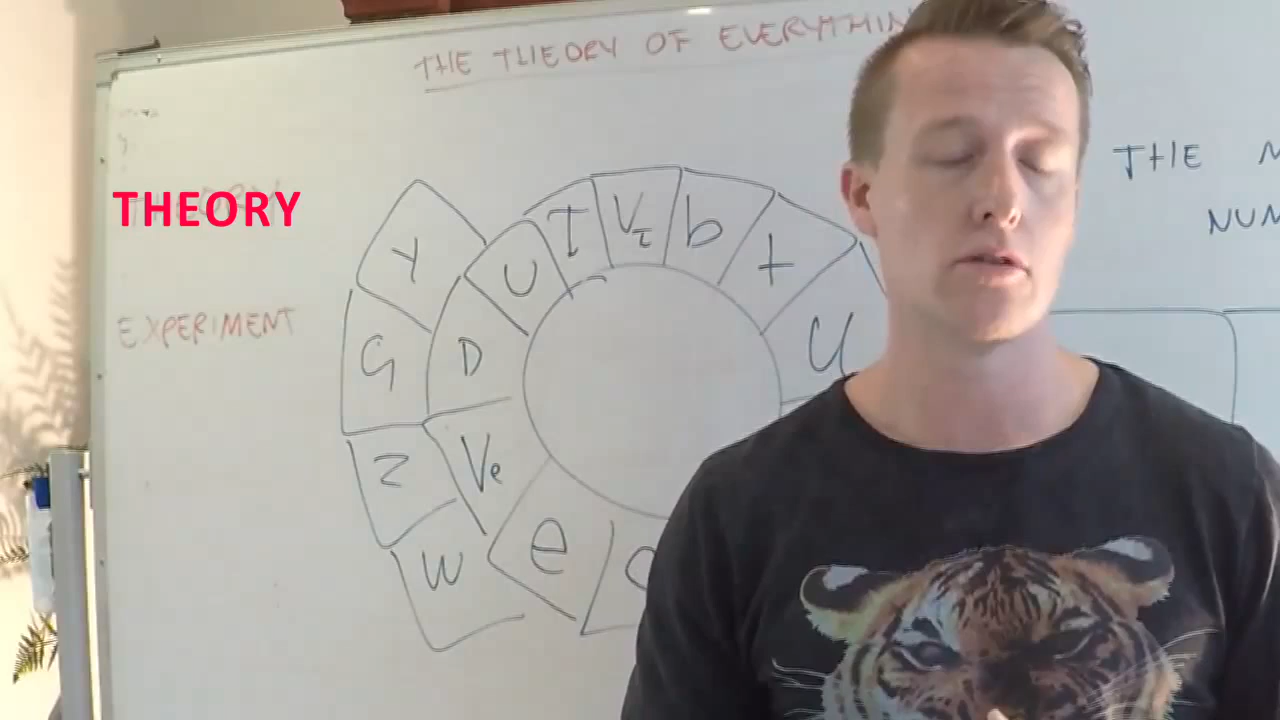 THE THEORY OF EVERYTHIN
THE
NUM
THEORY
EXPERIMENT
τ
Vτ
b
t
Y
U
G
D
Z
Ve
W
e